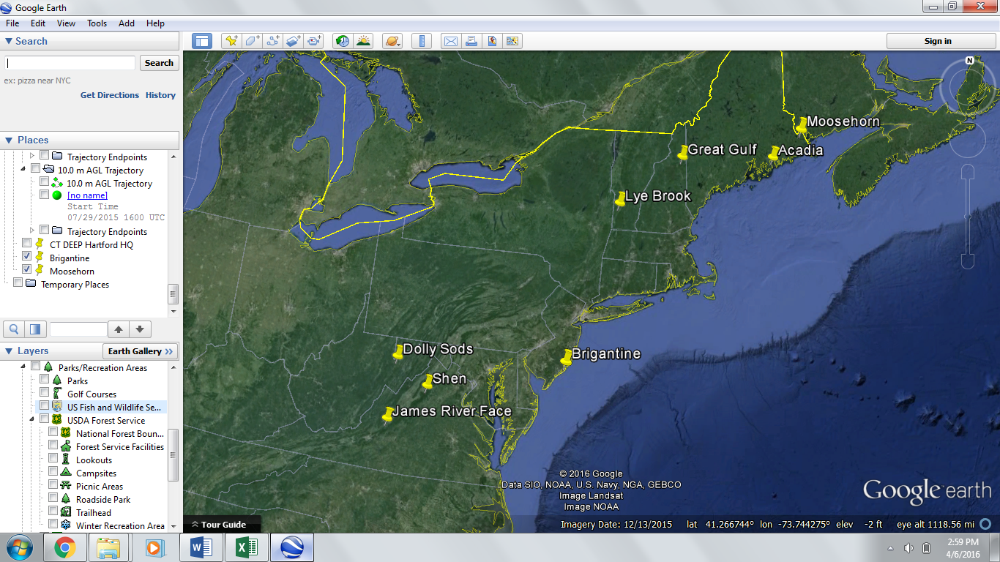 Google Earth
File Edit View Tools Add Help
Search
Search
ex: pizza near NYC
Get Directions History
Places
Trajectory Endpoints
10.0 m AGL Trajectory
10.0 m AGL Trajectory
[no name]
Start Time
07/29/2015 1600 UTC
Trajectory Endpoints
CT DEEP Hartford HQ
Brigantine
Moosehorn
Temporary Places
Layers
Earth Gallery >>
Parks/Recreation Areas
Parks
Golf Courses
US Fish and Wildlife Se...
USDA Forest Service
National Forest Boun...
Forest Service Facilities
Lookouts
Campsites
Picnic Areas
Roadside Park
Trailhead
Winter Recreation Area
Sign in
N
Moosehorn
Great Gulf
Acadia
Lye Brook
Dolly Sods
Brigantine
Shen
James River Face
© 2016 Google
Data SIO, NOAA, U.S. Navy, NGA, GEBCO
Image Landsat
Image NOAA
Google earth
Tour Guide
Imagery Date: 12/13/2015 lat 41.266744° lon -73.744275° elev -2 ft eye alt 1118.56 mi
2:59 PM
4/6/2016